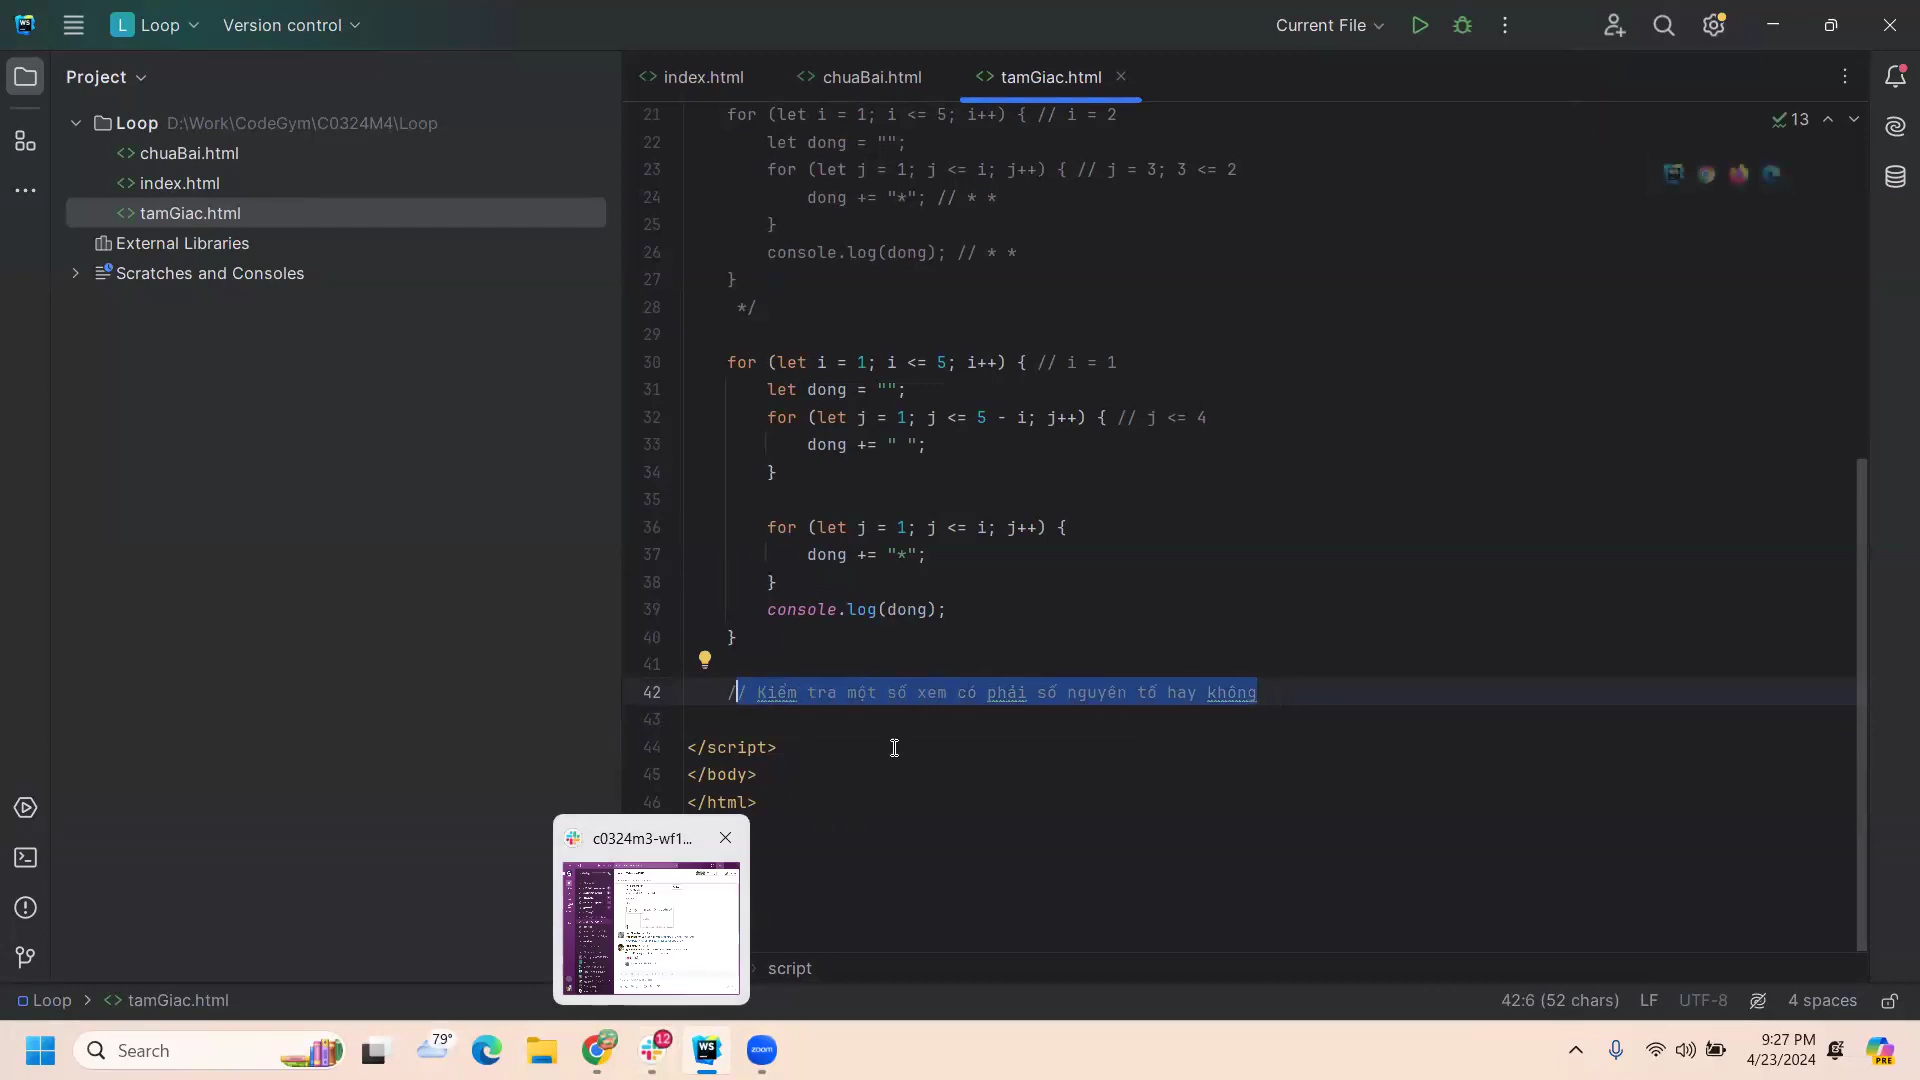 Loop
Version control
Current File
Project
index.html
chuaBai.html
tamGiac.html
Loop D:\Work\CodeGym\C0324M4\Loop
chuaBai.html
index.html
tamGiac.html
External Libraries
Scratches and Consoles
13
21 for (let i = 1; i <= 5; i++) { // i = 2
22 let dong = "";
23 for (let j = 1; j <= i; j++) { // j = 3; 3 <= 2
24 dong += "*"; // * *
25 }
26 console.log(dong); // * *
27 }
28 */
29
30 for (let i = 1; i <= 5; i++) { // i = 1
31 let dong = "";
32 for (let j = 1; j <= 5 - i; j++) { // j <= 4
33 dong += " ";
34 }
35
36 for (let j = 1; j <= i; j++) {
37 dong += "*";
38 }
39 console.log(dong);
40 }
41
42 // Kiểm tra một số xem có phải số nguyên tố hay không
43
44 </script>
45 </body>
46 </html>
c0324m3-wf1...
script
Loop > tamGiac.html
42:6 (52 chars) LF UTF-8 4 spaces
Search
79°
12
zoom
9:27 PM
4/23/2024
PRE